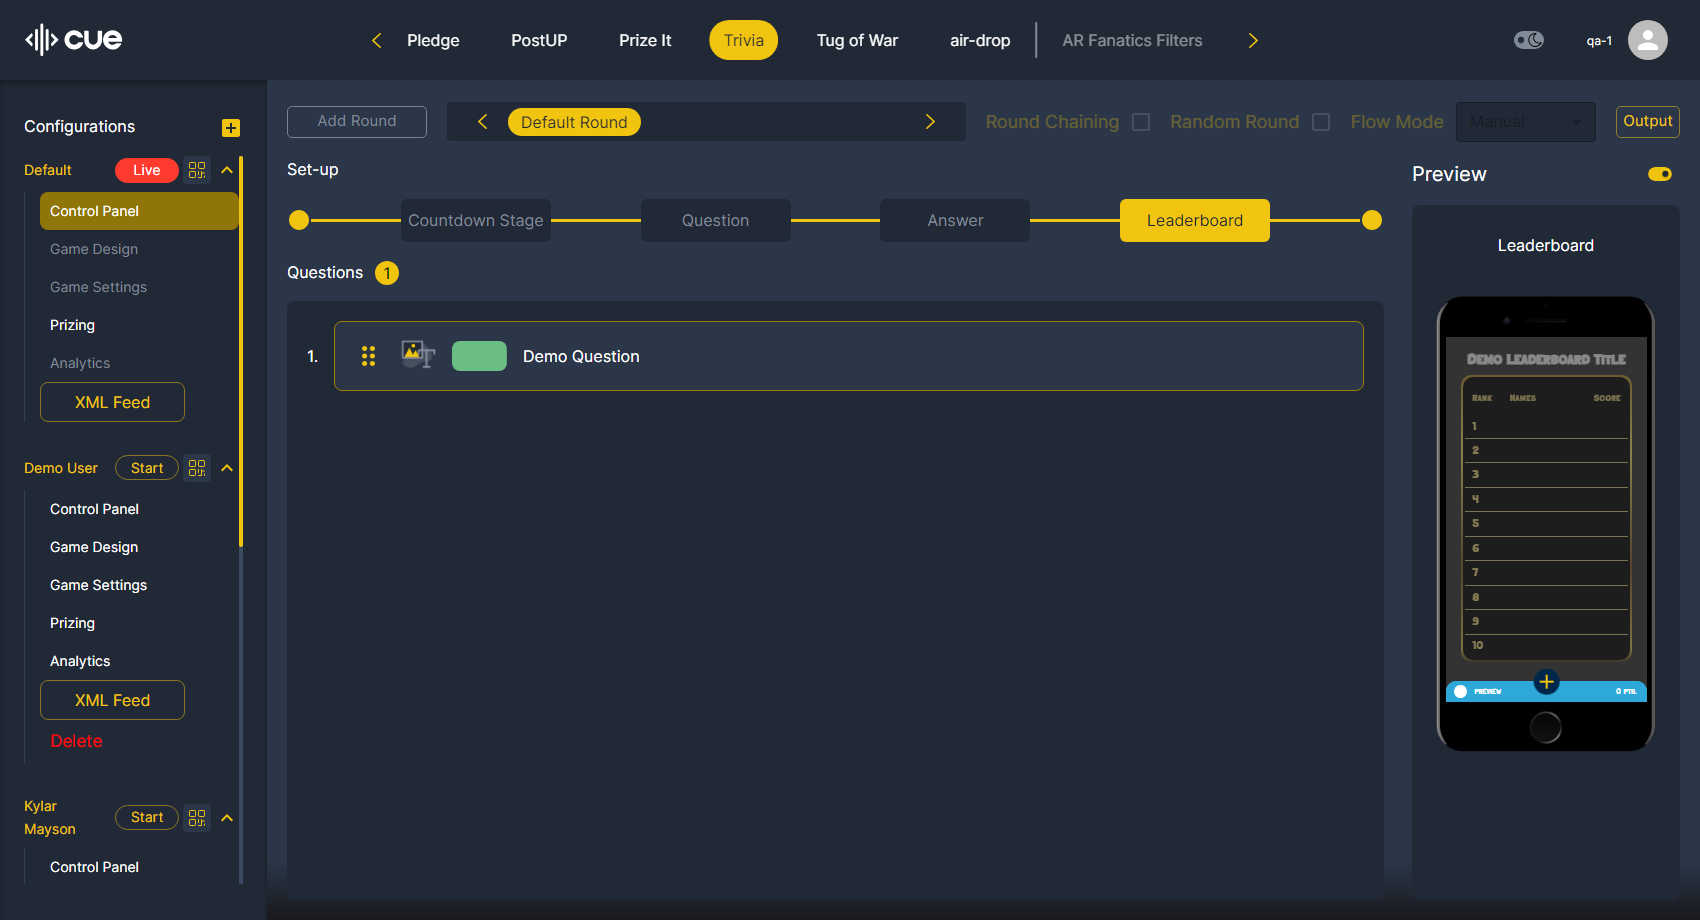 cue
Pledge
PostUP
Prize It
Trivia
Tug of War
air-drop
AR Fanatics Filters
qa-1
Configurations
Default
Live
Control Panel
Game Design
Game Settings
Prizing
Analytics
XML Feed
Demo User
Start
Control Panel
Game Design
Game Settings
Prizing
Analytics
XML Feed
Delete
Kylar
Mayson
Start
Control Panel
Add Round
Default Round
Round Chaining
Random Round
Flow Mode
Manual
Output
Set-up
Countdown Stage
Question
Answer
Leaderboard
Questions
1
1.
Demo Question
Preview
Leaderboard
Demo Leaderboard Title
Rank Names Score
1
2
3
4
5
6
7
8
9
10
PREVIEW
0 PTS.